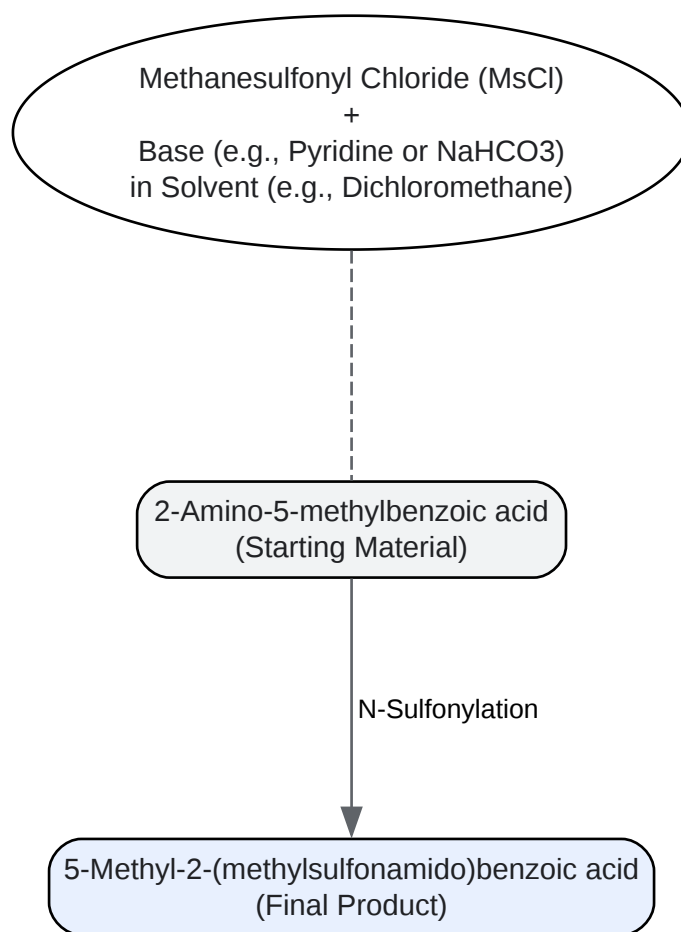 Methanesulfonyl Chloride (MsCl)
+
Base (e.g., Pyridine or NaHCO3)
in Solvent (e.g., Dichloromethane)
2-Amino-5-methylbenzoic acid
(Starting Material)
N-Sulfonylation
5-Methyl-2-(methylsulfonamido)benzoic acid
(Final Product)